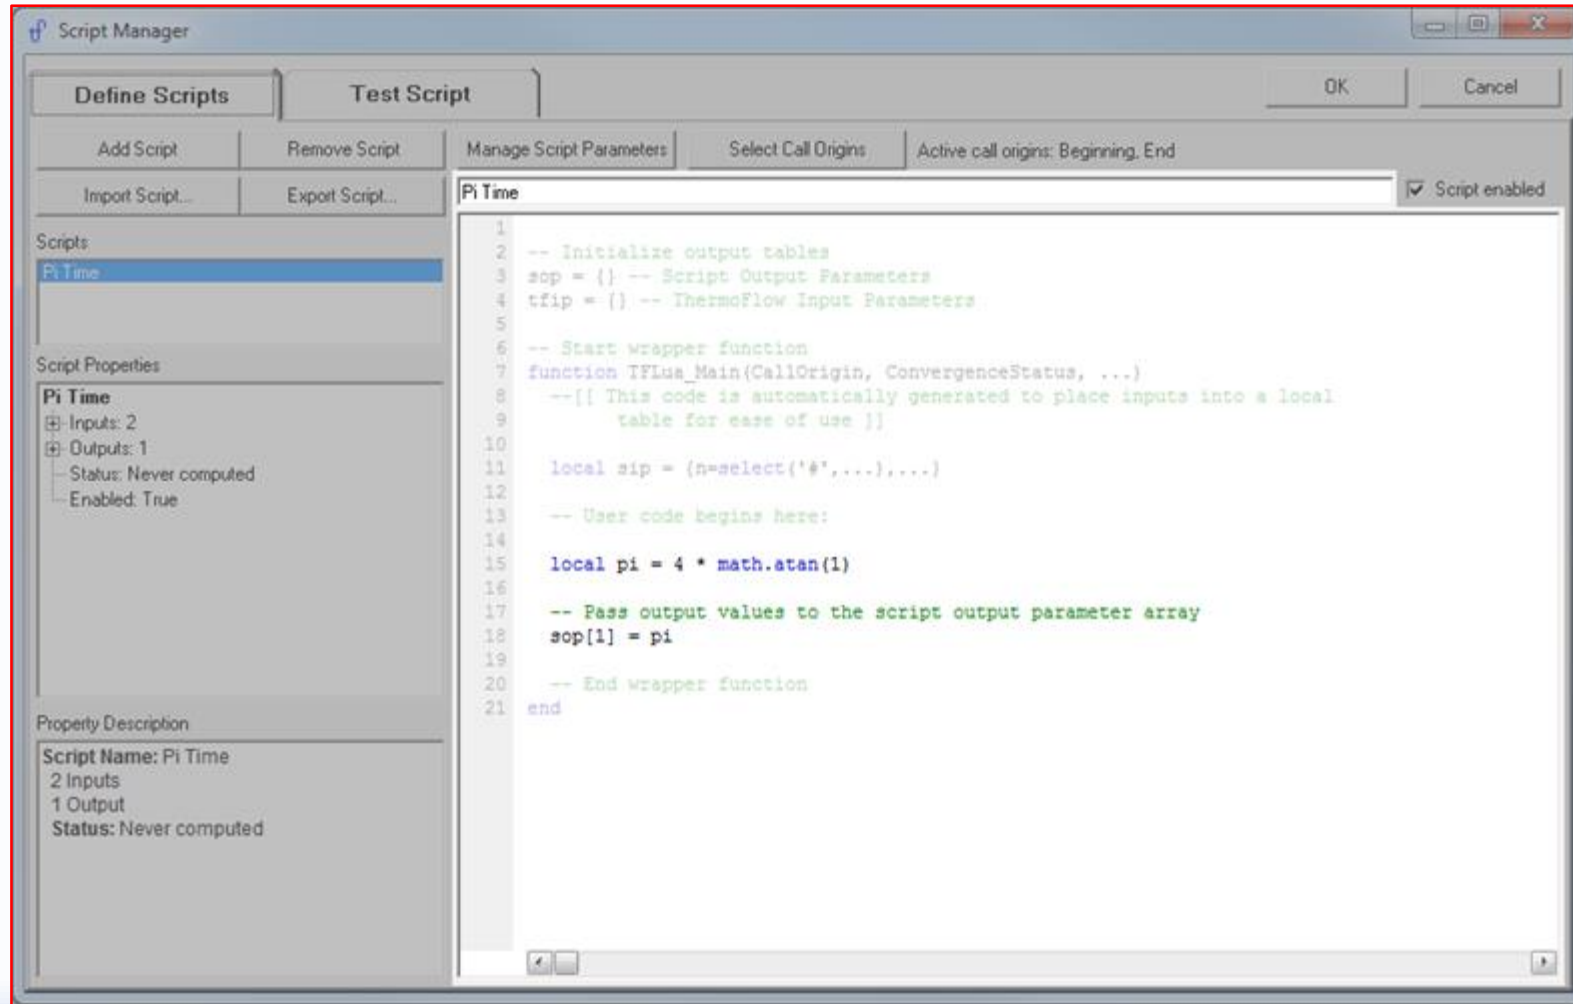 Script Manager
Define Scripts
Test Script
OK
Cancel
Add Script
Remove Script
Manage Script Parameters
Select Call Origins
Active call origins: Beginning, End
Import Script...
Export Script...
Pi Time
Script enabled
Scripts
Pi Time
Script Properties
Pi Time
Inputs: 2
Outputs: 1
Status: Never computed
Enabled: True
Property Description
Script Name: Pi Time
2 Inputs
1 Output
Status: Never computed
1
2 -- Initialize output tables
3 sop = {} -- Script Output Parameters
4 tfip = {} -- ThermoFlow Input Parameters
5
6 -- Start wrapper function
7 function TFLua_Main(CallOrigin, ConvergenceStatus, ...)
8 --[[ This code is automatically generated to place inputs into a local
9 table for ease of use ]]
10
11 local sip = {n=select('#',...),...}
12
13 -- User code begins here:
14
15 local pi = 4 * math.atan(1)
16
17 -- Pass output values to the script output parameter array
18 sop[1] = pi
19
20 -- End wrapper function
21 end